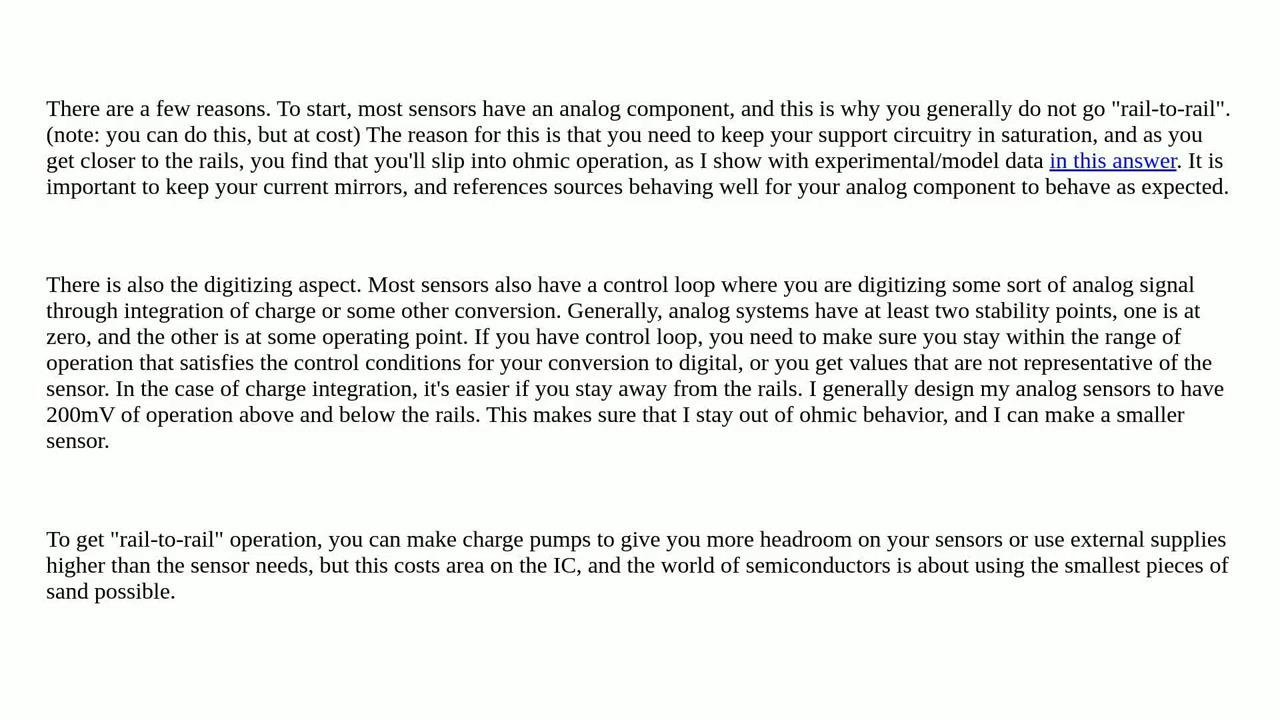 There are a few reasons. To start, most sensors have an analog component, and this is why you generally do not go "rail-to-rail".
(note: you can do this, but at cost) The reason for this is that you need to keep your support circuitry in saturation, and as you
get closer to the rails, you find that you'll slip into ohmic operation, as I show with experimental/model data in this answer. It is
important to keep your current mirrors, and references sources behaving well for your analog component to behave as expected.
There is also the digitizing aspect. Most sensors also have a control loop where you are digitizing some sort of analog signal
through integration of charge or some other conversion. Generally, analog systems have at least two stability points, one is at
zero, and the other is at some operating point. If you have control loop, you need to make sure you stay within the range of
operation that satisfies the control conditions for your conversion to digital, or you get values that are not representative of the
sensor. In the case of charge integration, it's easier if you stay away from the rails. I generally design my analog sensors to have
200mV of operation above and below the rails. This makes sure that I stay out of ohmic behavior, and I can make a smaller
sensor.
To get "rail-to-rail" operation, you can make charge pumps to give you more headroom on your sensors or use external supplies
higher than the sensor needs, but this costs area on the IC, and the world of semiconductors is about using the smallest pieces of
sand possible.